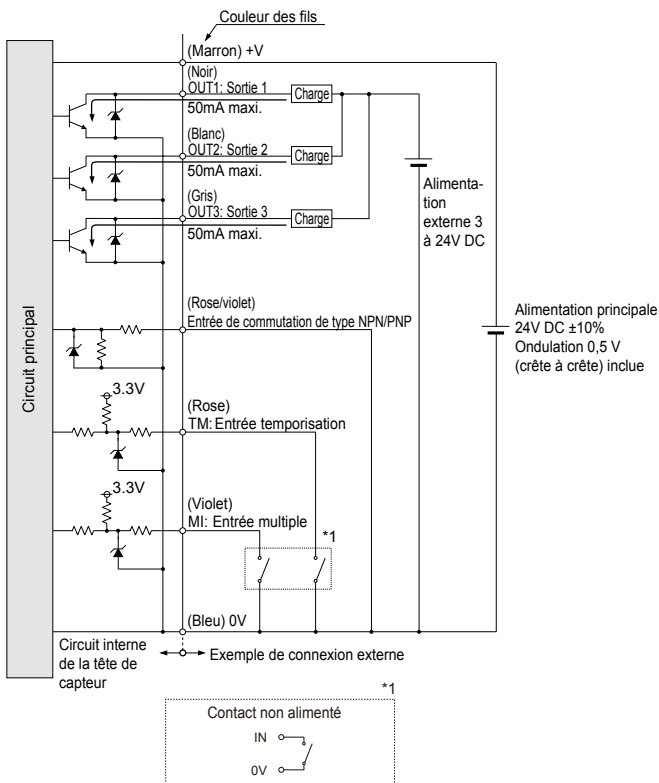 Couleur des fils
(Marron) +V
(Noir)
OUT1: Sortie 1
Charge
50mA maxi.
(Blanc)
OUT2: Sortie 2
Charge
50mA maxi.
(Gris)
OUT3: Sortie 3
Charge
50mA maxi.
Alimenta-
tion
externe 3
à 24V DC
Circuit principal
(Rose/violet)
Entrée de commutation de type NPN/PNP
Alimentation principale
24V DC ±10%
Ondulation 0,5 V
(crête à crête) inclue
3.3V
(Rose)
TM: Entrée temporisation
3.3V
(Violet)
MI: Entrée multiple
*1
(Bleu) 0V
Circuit interne
de la tête de
capteur
Exemple de connexion externe
*1
Contact non alimenté
IN
0V